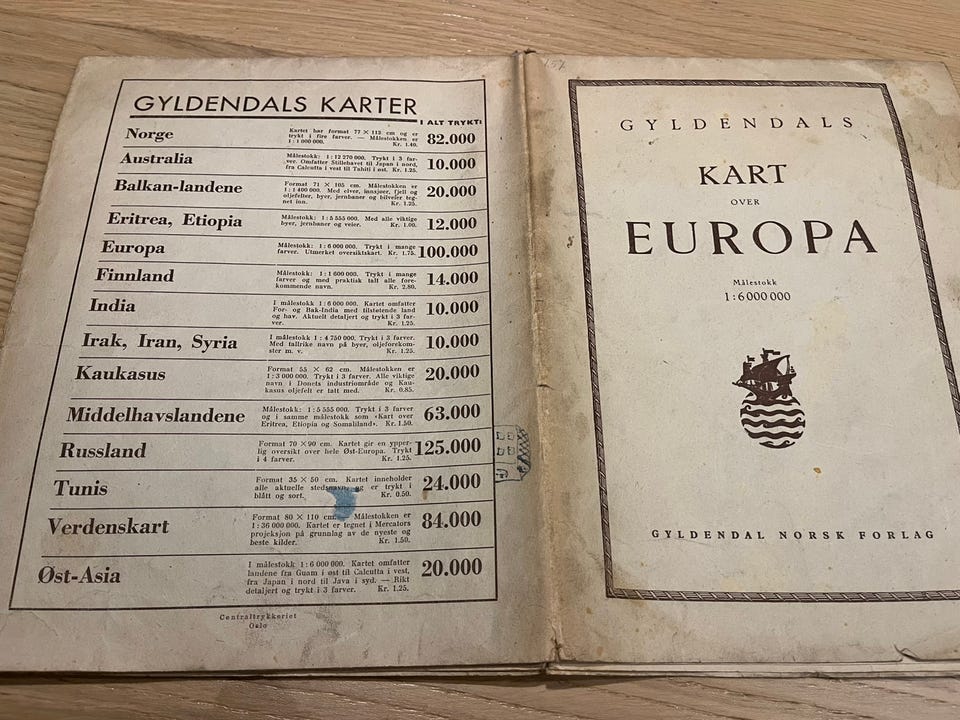 GYLDENDALS KARTER
I ALT TRYKT:
Norge
Kartet har format 77 × 112 cm og er
trykt i fire farver. — Målestokken er
1:1 000 000. Kr. 1.40.
82.000
Australia
Målestokk: 1:12 270 000. Trykt i 3 far-
ver. Omfatter Stillehavet til Japan i nord,
fra Calcutta i vest til Tahiti i øst. Kr. 1.25.
10.000
Balkan-landene
Format 71 × 105 cm. Målestokken er
1:1 400 000. Med elver, innsjøer, fjell og
oljefelter, byer, jernbaner og bilveier teg-
net inn. Kr. 1.25.
20.000
Eritrea, Etiopia
Målestokk: 1:5 555 000. Med alle viktige
byer, jernbaner og veier. Kr. 1.00.
12.000
Europa
Målestokk: 1:6 000 000. Trykt i mange
farver. Utmerket oversiktskart. Kr. 1.75.
100.000
Finnland
Målestokk: 1:1 600 000. Trykt i mange
farver og med praktisk talt alle fore-
kommende navn. Kr. 2.80.
14.000
India
I målestokk 1:6 000 000. Kartet omfatter
For- og Bak-India med tilstøtende land
og hav. Aktuelt detaljert og trykt i 3 far-
ver. Kr. 1.25.
10.000
Irak, Iran, Syria
I målestokk 1:4 750 000. Trykt i 3 farver.
Med tallrike navn på byer, oljeforekom-
ster m. v. Kr. 1.25.
10.000
Kaukasus
Format 55 × 62 cm. Målestokken er
1:3 000 000. Trykt i 3 farver. Alle viktige
navn i Donets industriområde og Kau-
kasus oljefelt er tatt med. Kr. 0.85.
20.000
Middelhavslandene
Målestokk: 1:5 555 000. Trykt i 3 farver
og i samme målestokk som «Kart over
Eritrea, Etiopia og Somaliland». Kr. 1.50.
63.000
Russland
Format 70 × 90 cm. Kartet gir en ypper-
lig oversikt over hele Øst-Europa. Trykt
i 4 farver. Kr. 1.25.
125.000
Tunis
Format 35 × 50 cm. Kartet inneholder
alle aktuelle stedsnavn, og er trykt i
blått og sort. Kr. 0.50.
24.000
Verdenskart
Format 80 × 110 cm. Målestokken er
1:36 000 000. Kartet er tegnet i Mercators
projeksjon på grunnlag av de nyeste og
beste kilder. Kr. 1.50.
84.000
Øst-Asia
I målestokk 1:6 000 000. Kartet omfatter
landene fra Guam i øst til Calcutta i vest,
fra Japan i nord til Java i syd. — Rikt
detaljert og trykt i 3 farver. Kr. 1.25.
20.000
Centraltrykkeriet
Oslo
GYLDENDALS
KART
OVER
EUROPA
Målestokk
1:6 000 000
GYLDENDAL NORSK FORLAG